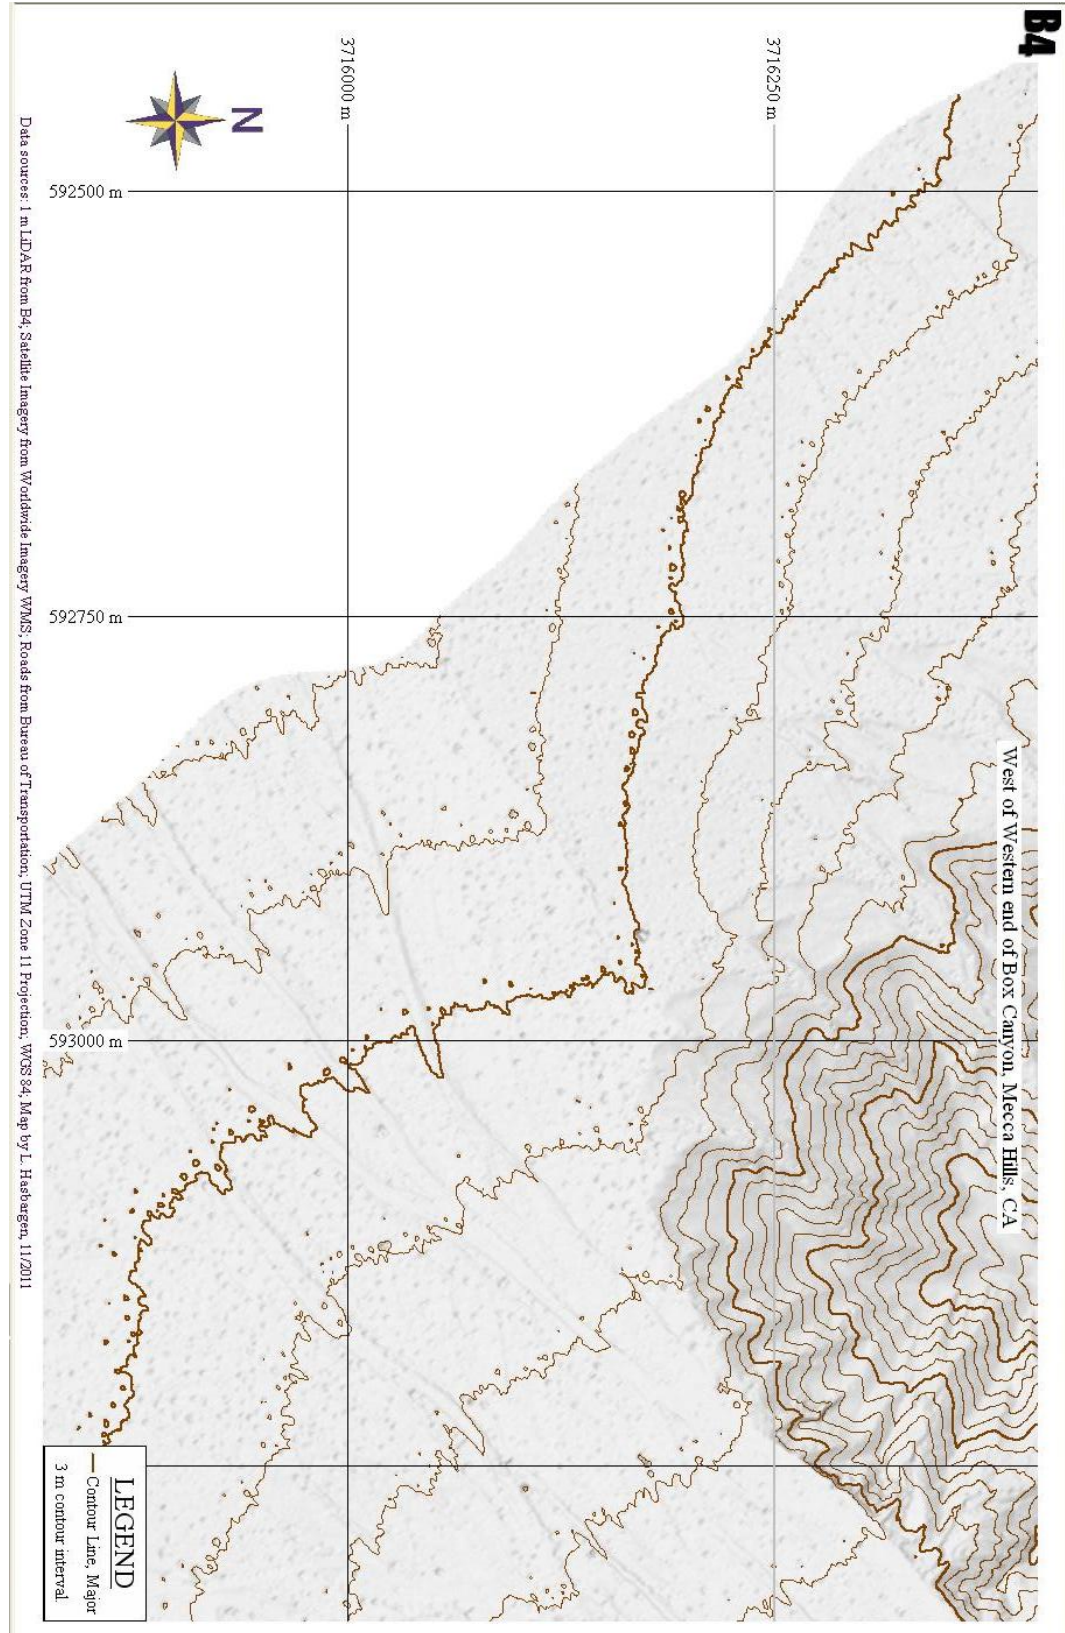 B4
3716000 m
3716250 m
N
592500 m
592750 m
593000 m
West of Western end of Box Canyon, Mecca Hills, CA
LEGEND
Contour Line, Major
3 m contour interval
Data sources: 1 m LiDAR from B4; Satellite Imagery from Worldwide Imagery WMS; Roads from Bureau of Transportation; UTM Zone 11 Projection; WGS 84; Map by L. Hasbargen, 11/2011